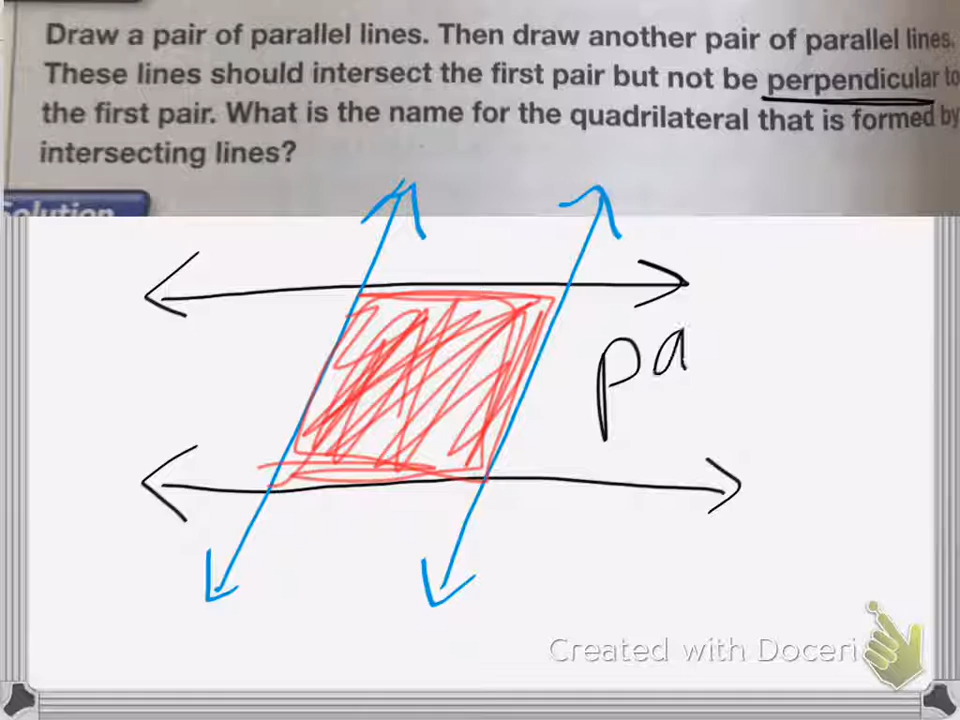 Draw a pair of parallel lines. Then draw another pair of parallel lines.
These lines should intersect the first pair but not be perpendicular to
the first pair. What is the name for the quadrilateral that is formed by
intersecting lines?
Solution
pa
Created with Doceri